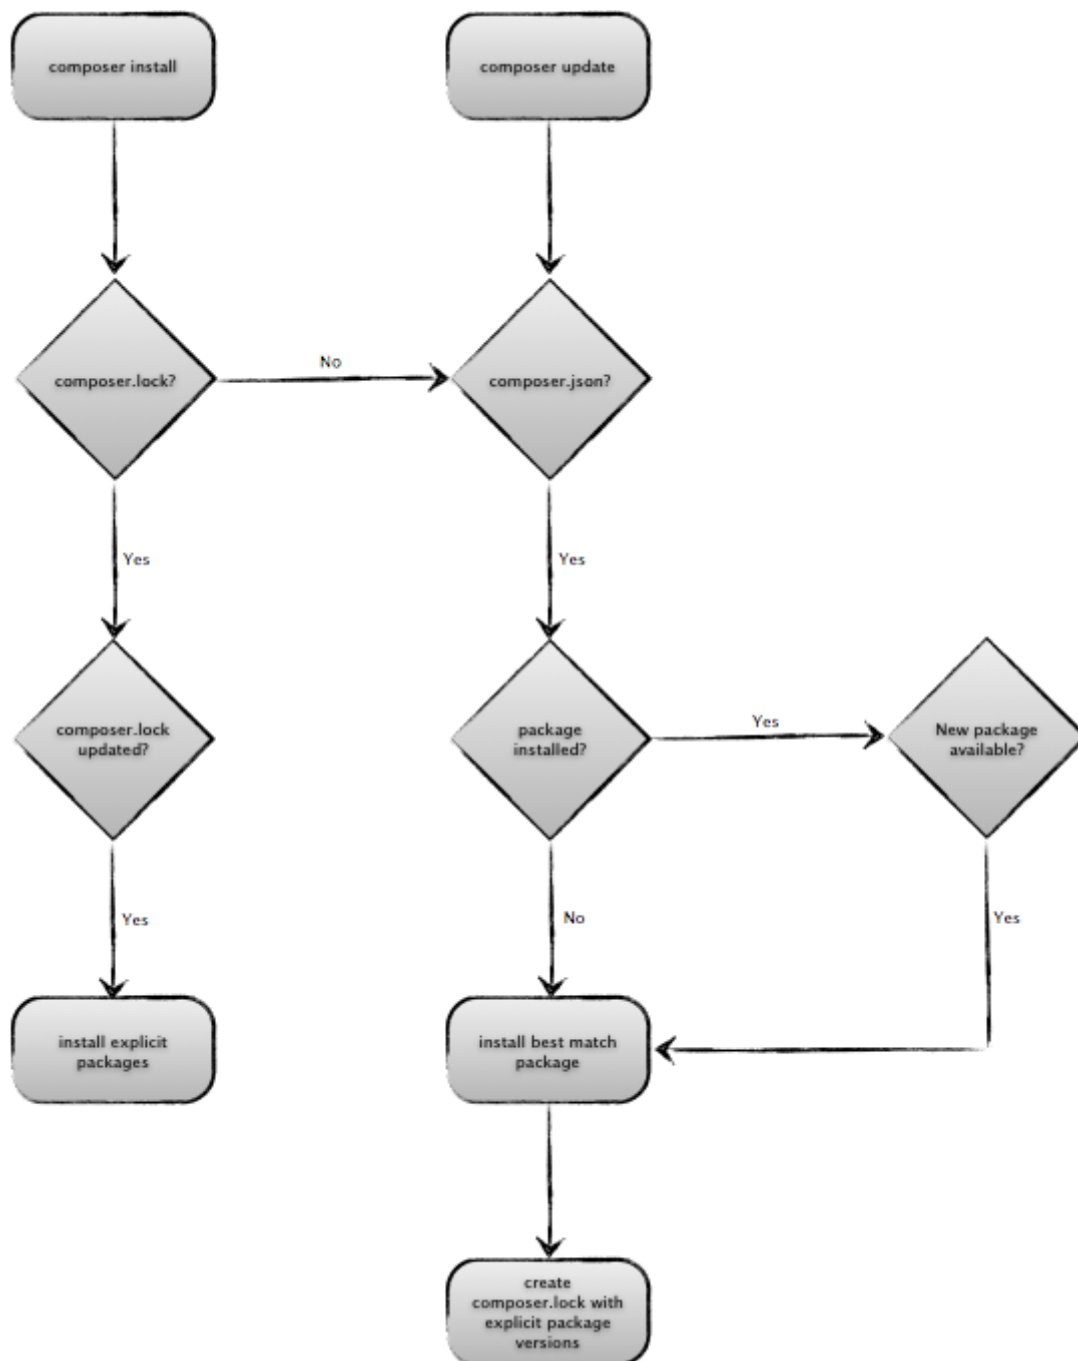 composer install
composer update
composer.lock?
No
composer.json?
Yes
Yes
composer.lock
updated?
package
installed?
Yes
New package
available?
Yes
No
Yes
install explicit
packages
install best match
package
create
composer.lock with
explicit package
versions